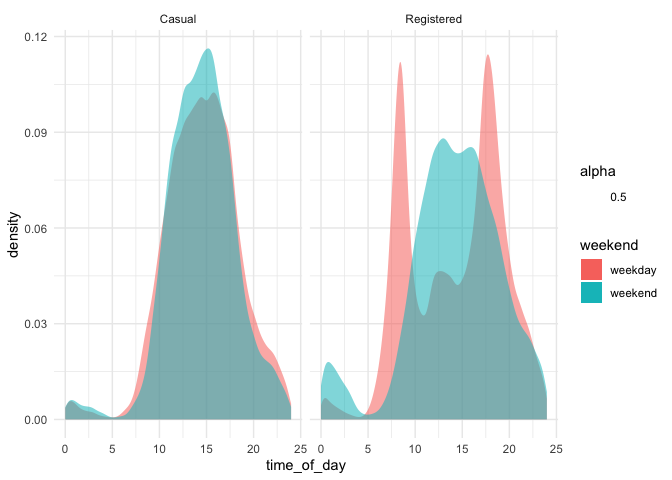 Casual
Registered
0.12
0.09
0.06
0.03
0.00
density
0 5 10 15 20 25
0 5 10 15 20 25
time_of_day
alpha
0.5
weekend
weekday
weekend